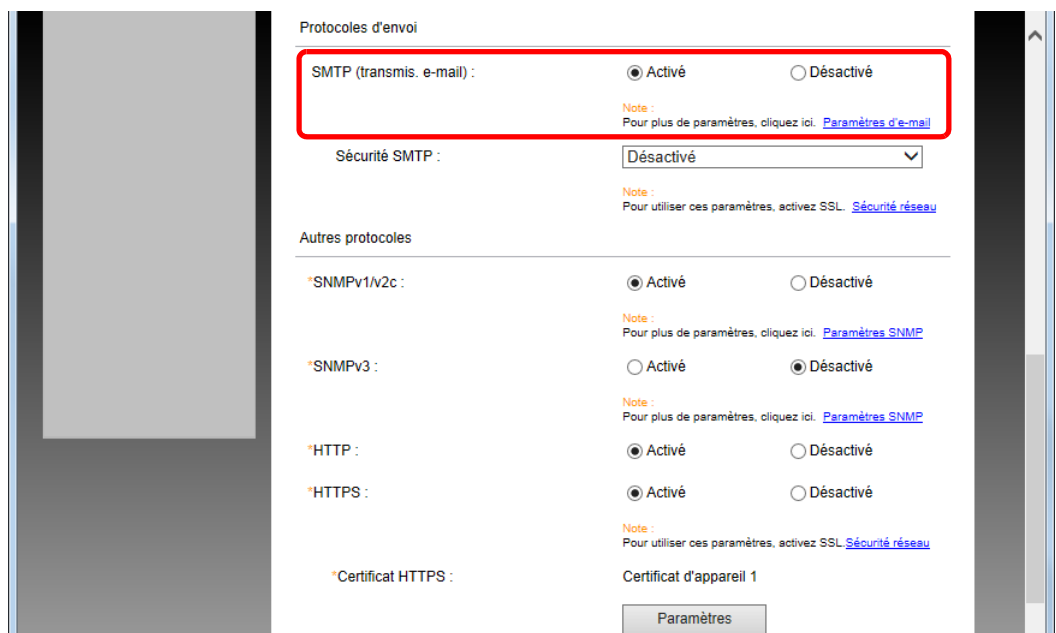 Protocoles d'envoi
SMTP (transmis. e-mail) : Activé Désactivé
Note :
Pour plus de paramètres, cliquez ici. Paramètres d'e-mail
Sécurité SMTP : Désactivé
Note :
Pour utiliser ces paramètres, activez SSL. Sécurité réseau
Autres protocoles
*SNMPv1/v2c : Activé Désactivé
Note :
Pour plus de paramètres, cliquez ici. Paramètres SNMP
*SNMPv3 : Activé Désactivé
Note :
Pour plus de paramètres, cliquez ici. Paramètres SNMP
*HTTP : Activé Désactivé
*HTTPS : Activé Désactivé
Note :
Pour utiliser ces paramètres, activez SSL.Sécurité réseau
*Certificat HTTPS : Certificat d'appareil 1
Paramètres